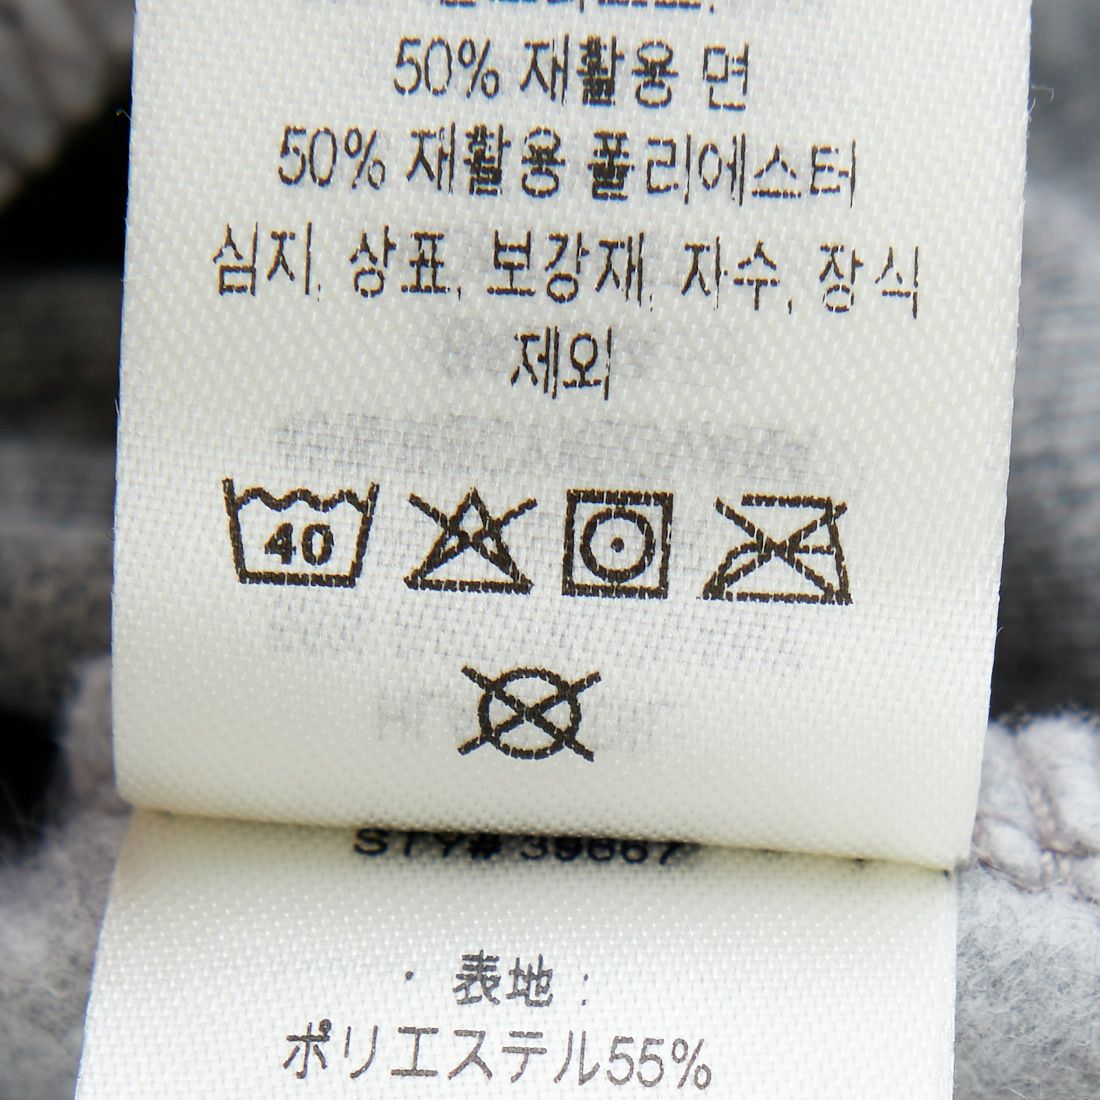 50% 재활용 면
50% 재활용 폴리에스터
심지, 상표, 보강재, 자수, 장식
제외
40
STY# 39667
・表地：
ポリエステル55%